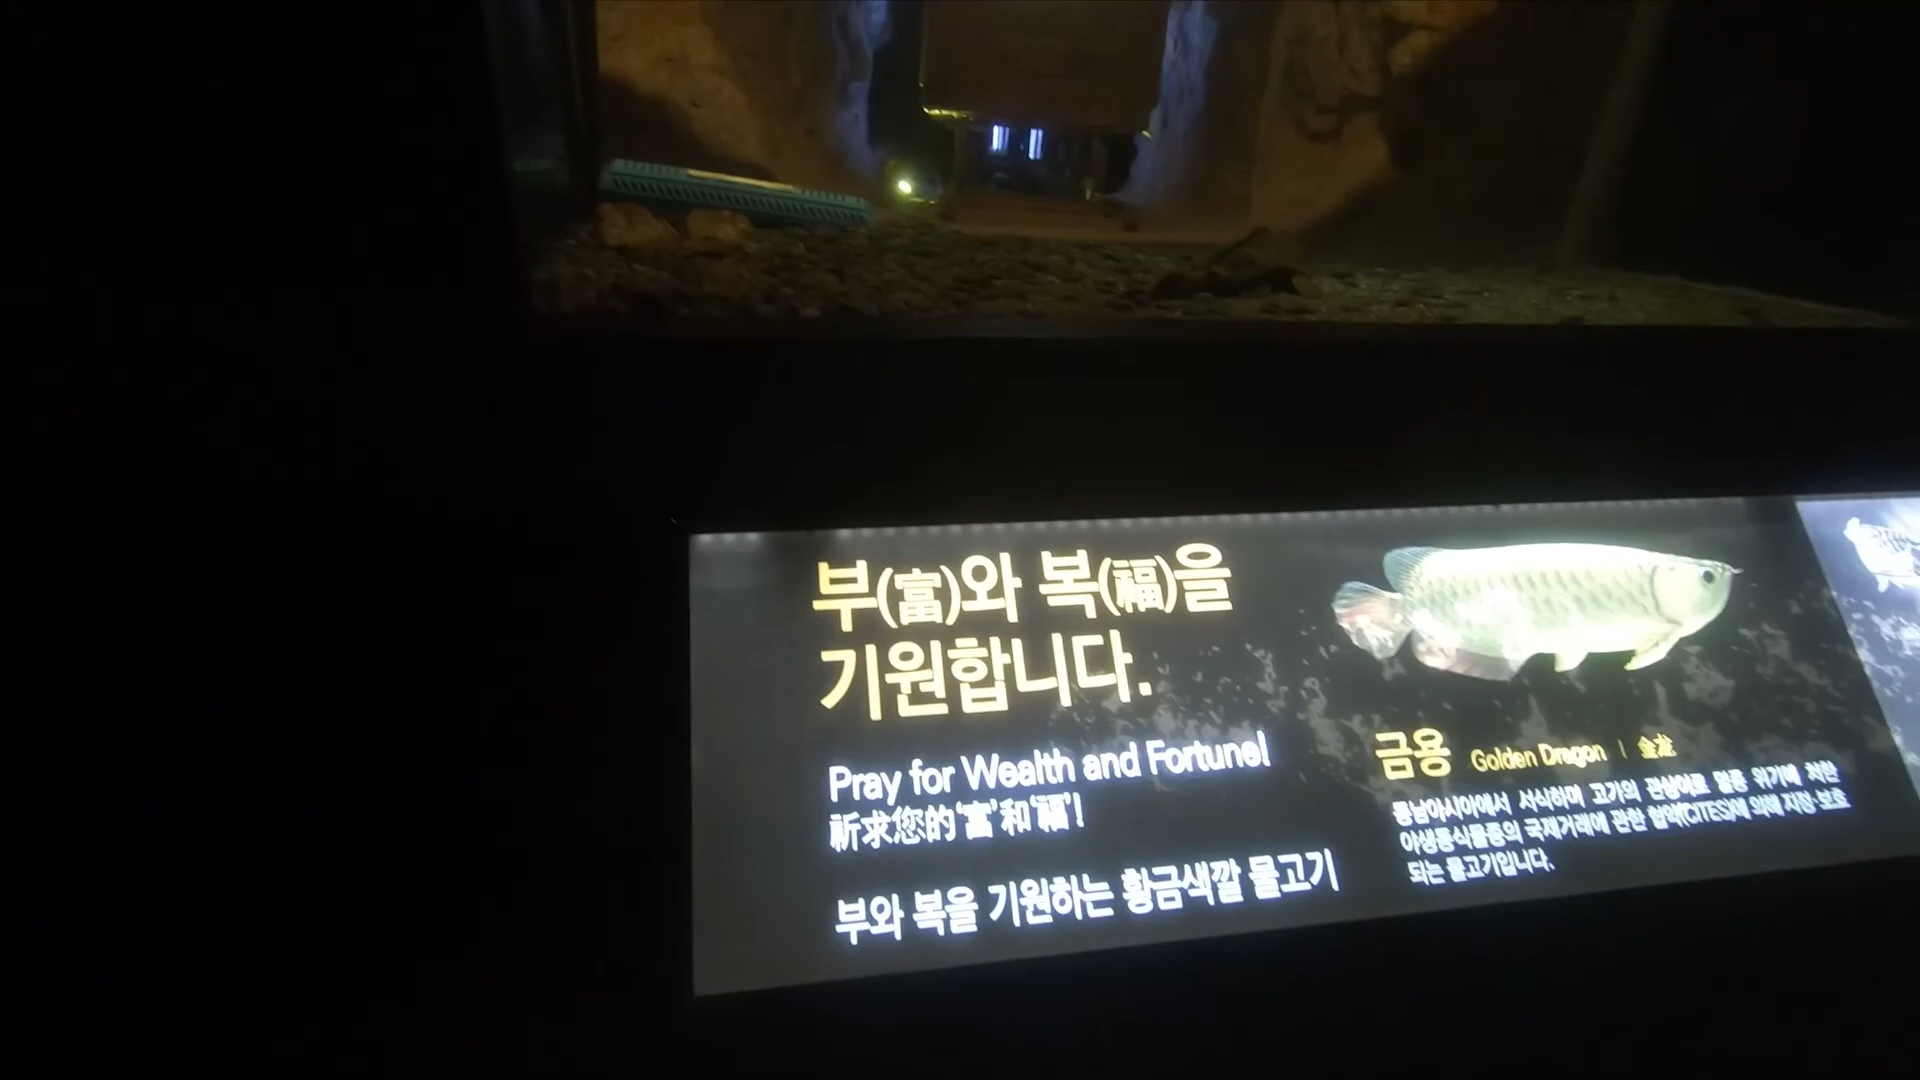 부(富)와 복(福)을
기원합니다.
Pray for Wealth and Fortune!
祈求您的‘富’和‘福’!
부와 복을 기원하는 황금색깔 물고기
금용 Golden Dragon | 金龙
동남아시아에서 서식하며 고가의 관상어로 멸종 위기에 처한
야생동식물종의 국제거래에 관한 협약(CITES)에 의해 지정·보호
되는 물고기입니다.